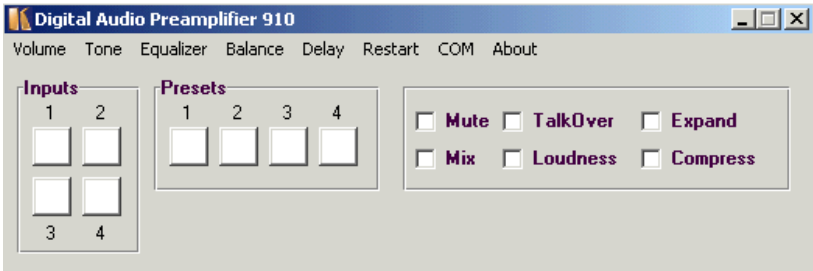 Digital Audio Preamplifier 910
Volume Tone Equalizer Balance Delay Restart COM About
Inputs
1 2
3 4
Presets
1 2 3 4
Mute TalkOver Expand
Mix Loudness Compress